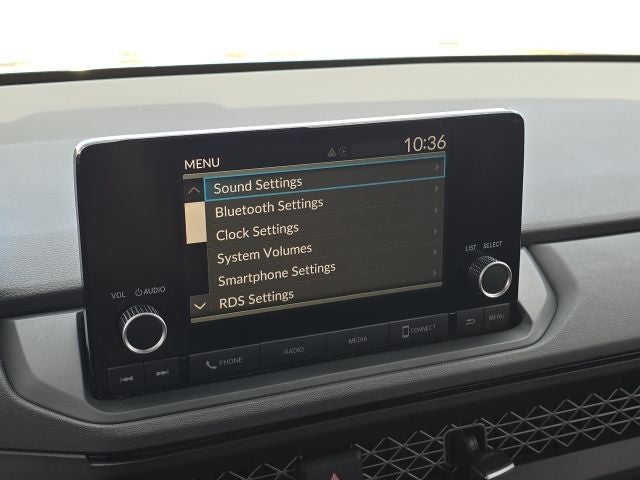 MENU 10:36
Sound Settings
Bluetooth Settings
Clock Settings
System Volumes
Smartphone Settings
RDS Settings
VOL AUDIO
LIST SELECT
PHONE
RADIO
MEDIA
CONNECT
MENU